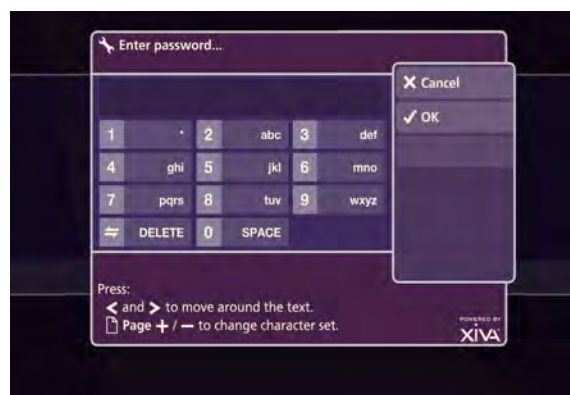 Enter password...
Cancel
OK
1 . 2 abc 3 def
4 ghi 5 jkl 6 mno
7 pqrs 8 tuv 9 wxyz
DELETE 0 SPACE
Press:
< and > to move around the text.
Page + / — to change character set.
POWERED BY
XiVA